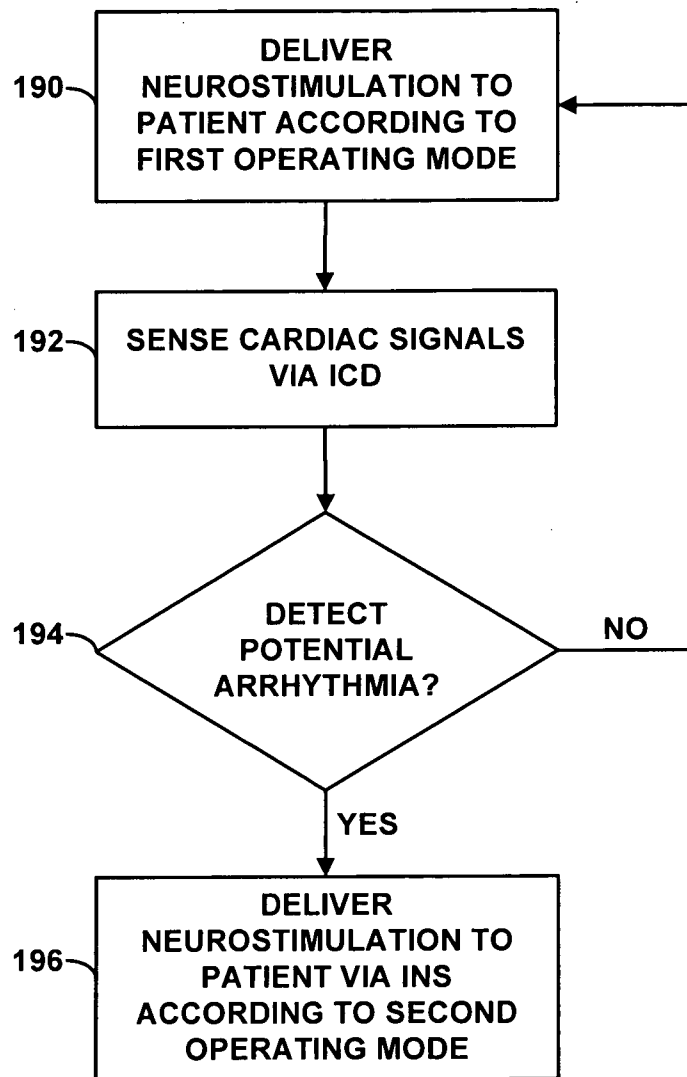 190
DELIVER
NEUROSTIMULATION TO
PATIENT ACCORDING TO
FIRST OPERATING MODE
192
SENSE CARDIAC SIGNALS
VIA ICD
194
DETECT
POTENTIAL
ARRHYTHMIA?
NO
YES
196
DELIVER
NEUROSTIMULATION TO
PATIENT VIA INS
ACCORDING TO SECOND
OPERATING MODE